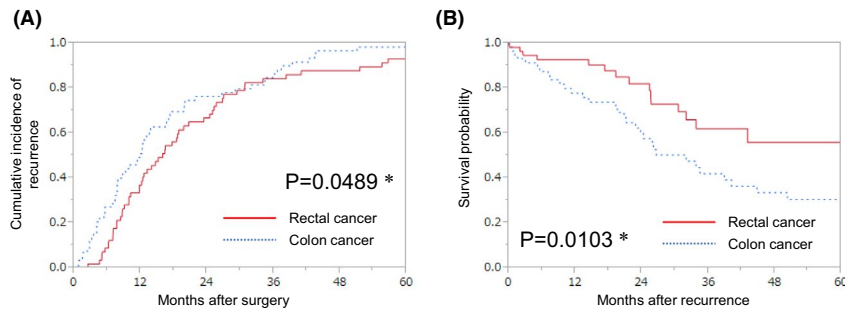 (A)
Cumulative incidence of
recurrence
1.0
0.8
0.6
0.4
0.2
0.0
P=0.0489 *
Rectal cancer
Colon cancer
0 12 24 36 48 60
Months after surgery
(B)
Survival probability
1.0
0.8
0.6
0.4
0.2
0.0
P=0.0103 *
Rectal cancer
Colon cancer
0 12 24 36 48 60
Months after recurrence